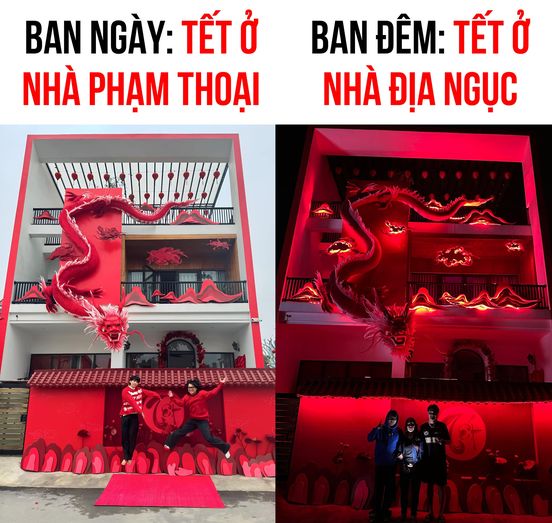 BAN NGÀY: TẾT Ở
NHÀ PHẠM THOẠI
BAN ĐÊM: TẾT Ở
NHÀ ĐỊA NGỤC